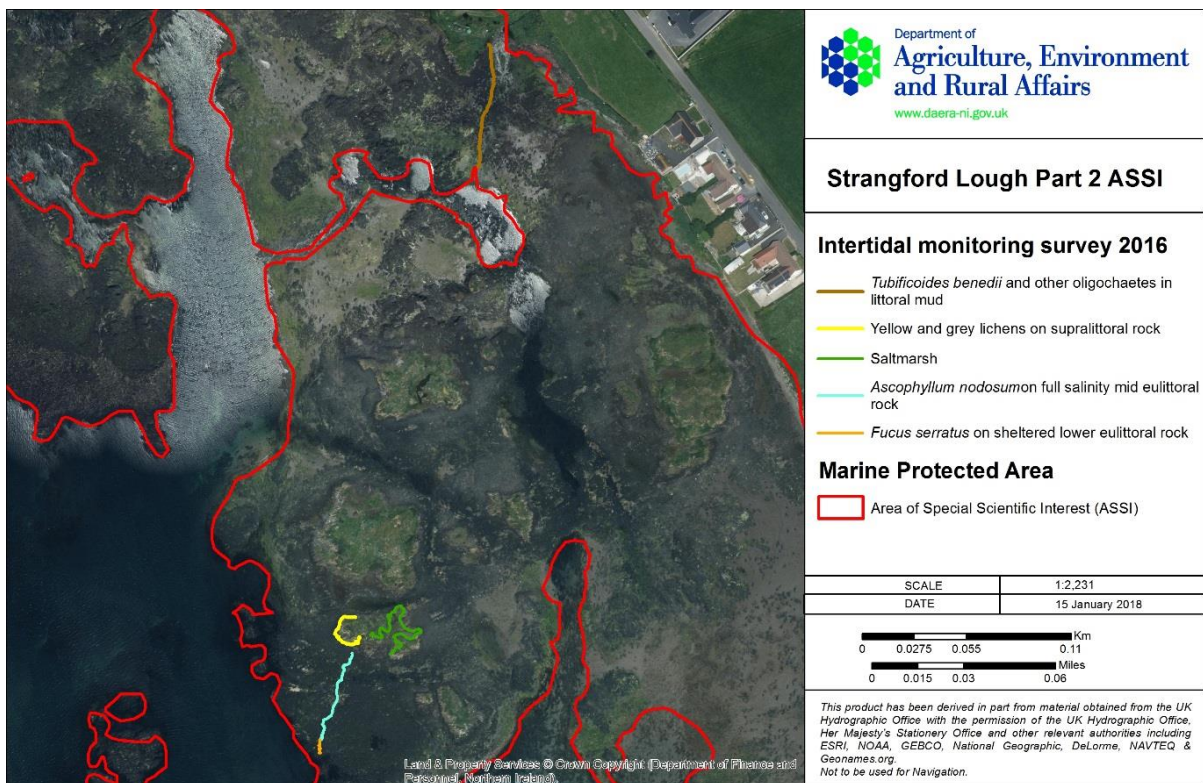 Department of
Agriculture, Environment
and Rural Affairs
www.daera-ni.gov.uk
Strangford Lough Part 2 ASSI
Intertidal monitoring survey 2016
Tubificoides benedii and other oligochaetes in
littoral mud
Yellow and grey lichens on supralittoral rock
Saltmarsh
Ascophyllum nodosumon full salinity mid eulittoral
rock
Fucus serratus on sheltered lower eulittoral rock
Marine Protected Area
Area of Special Scientific Interest (ASSI)
SCALE 1:2,231
DATE 15 January 2018
Km
0 0.0275 0.055 0.11
Miles
0 0.015 0.03 0.06
This product has been derived in part from material obtained from the UK
Hydrographic Office with the permission of the UK Hydrographic Office,
Her Majesty's Stationery Office and other relevant authorities including
ESRI, NOAA, GEBCO, National Geographic, DeLorme, NAVTEQ &
Geonames.org.
Not to be used for Navigation.
Land & Property Services © Crown Copyright (Department of Finance and
Personnel, Northern Ireland).